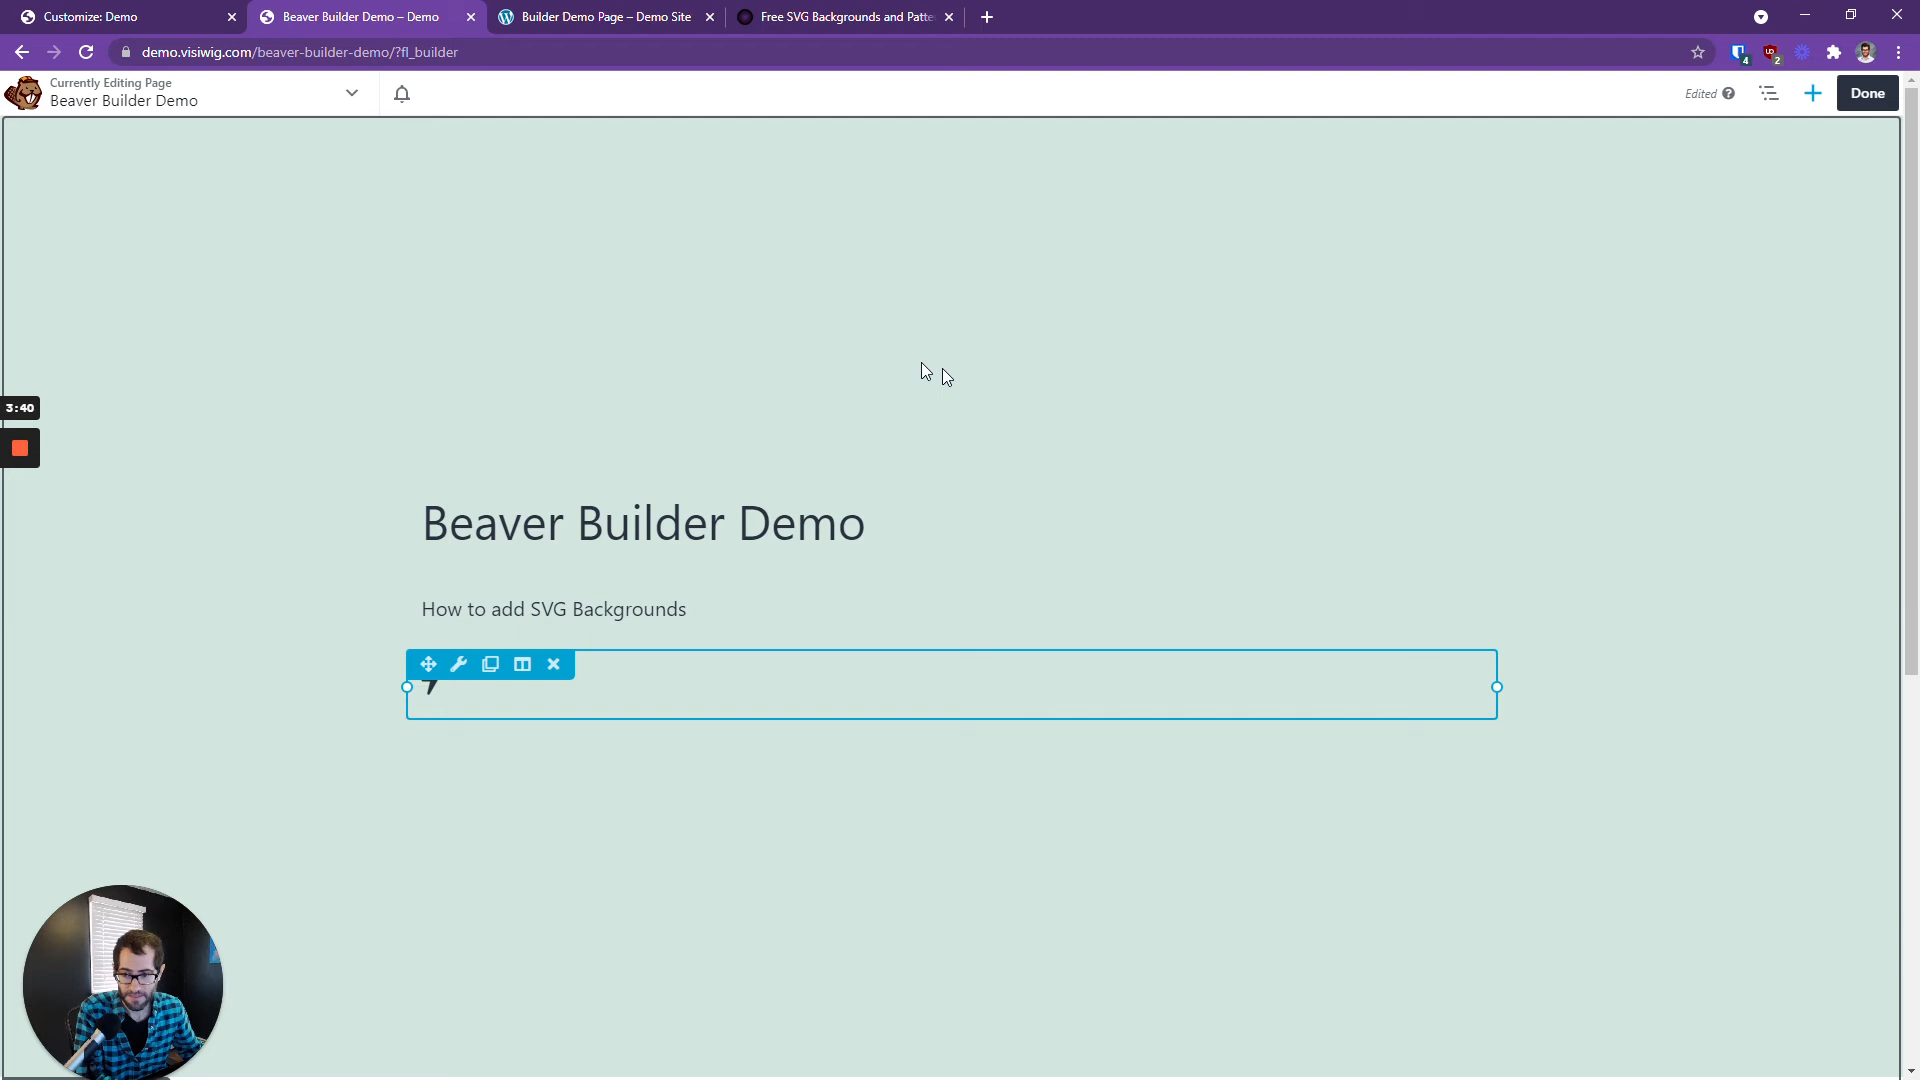 Customize: Demo
Beaver Builder Demo – Demo
Builder Demo Page – Demo Site
Free SVG Backgrounds and Patte
demo.visiwig.com/beaver-builder-demo/?fl_builder
4
2
Currently Editing Page
Beaver Builder Demo
Edited
Done
3:40
Beaver Builder Demo
How to add SVG Backgrounds